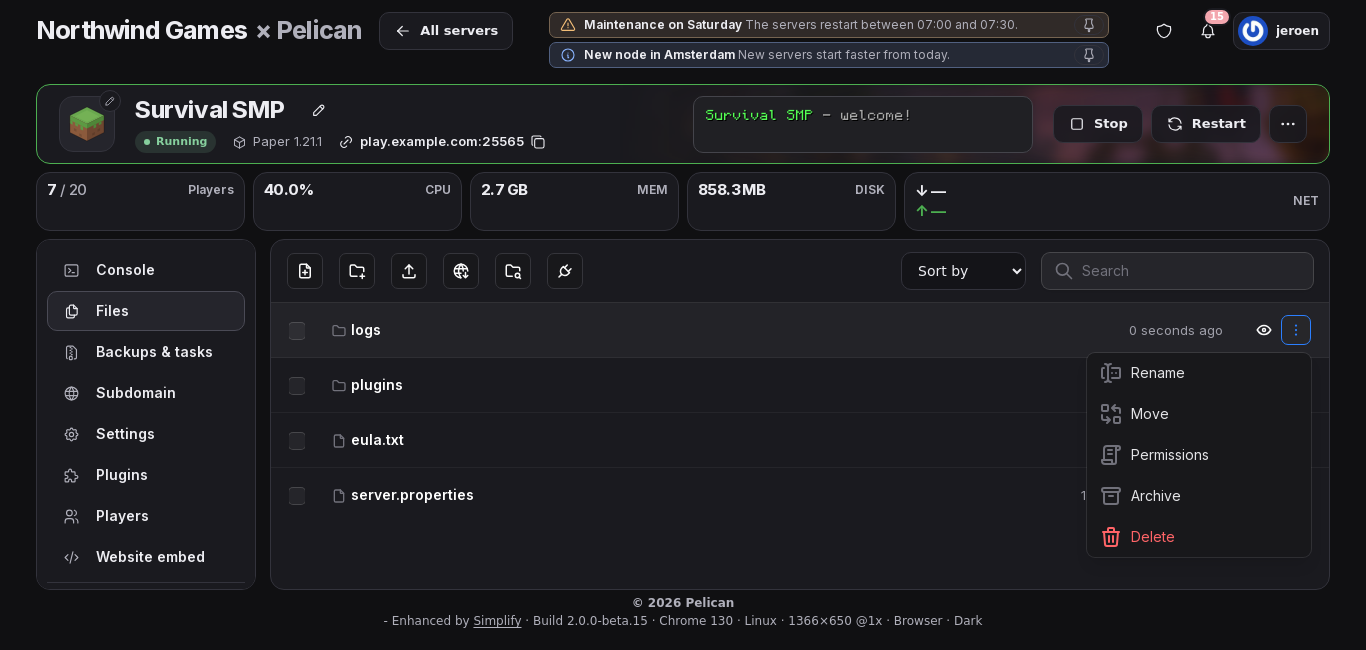 Northwind Games × Pelican
All servers
Maintenance on Saturday The servers restart between 07:00 and 07:30.
New node in Amsterdam New servers start faster from today.
15
jeroen
Survival SMP
Running
Paper 1.21.1
play.example.com:25565
Survival SMP - welcome!
Stop
Restart
7 / 20
Players
40.0%
CPU
2.7 GB
MEM
858.3 MB
DISK
↓ —
↑ —
NET
Console
Files
Backups & tasks
Subdomain
Settings
Plugins
Players
Website embed
Sort by
Search
logs
0 seconds ago
plugins
eula.txt
server.properties
1
Rename
Move
Permissions
Archive
Delete
© 2026 Pelican
- Enhanced by Simplify · Build 2.0.0-beta.15 · Chrome 130 · Linux · 1366×650 @1x · Browser · Dark